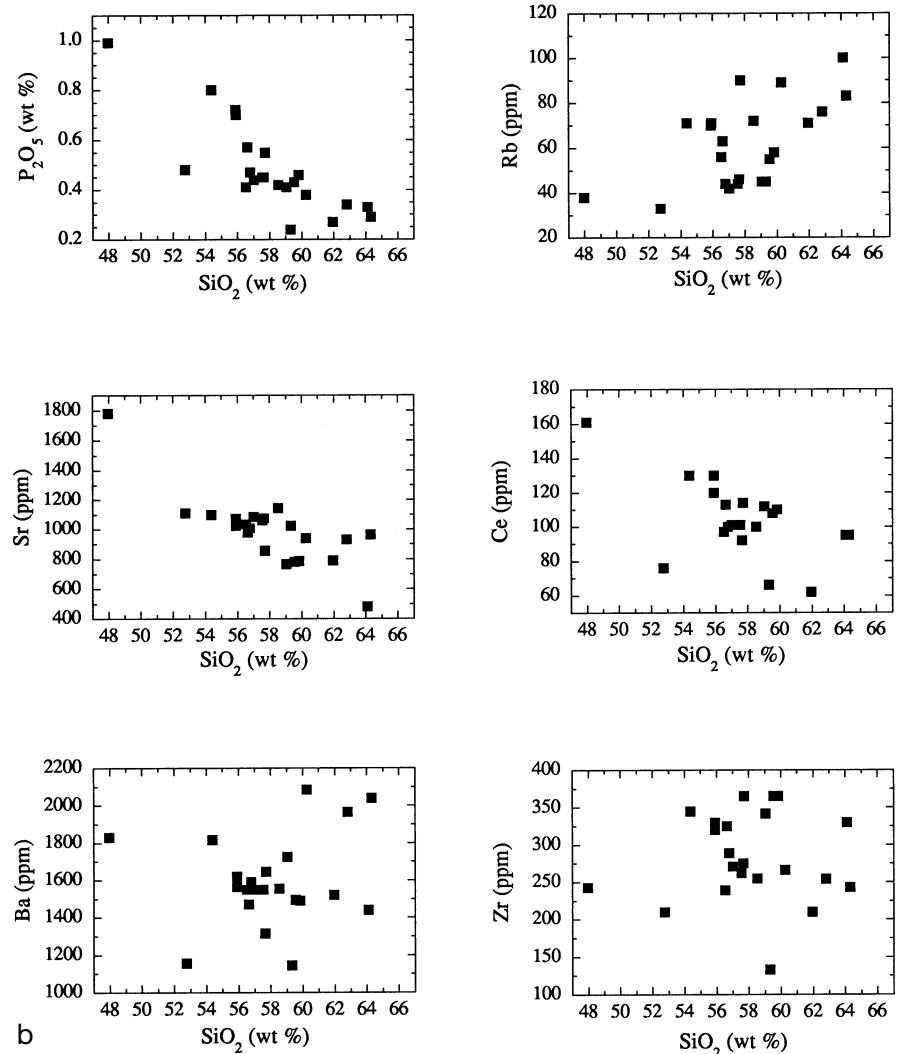 P2O5 (wt %)
1.0
0.8
0.6
0.4
0.2
48 50 52 54 56 58 60 62 64 66
SiO2 (wt %)
Rb (ppm)
120
100
80
60
40
20
48 50 52 54 56 58 60 62 64 66
SiO2 (wt %)
Sr (ppm)
1800
1600
1400
1200
1000
800
600
400
48 50 52 54 56 58 60 62 64 66
SiO2 (wt %)
Ce (ppm)
180
160
140
120
100
80
60
48 50 52 54 56 58 60 62 64 66
SiO2 (wt %)
Ba (ppm)
2200
2000
1800
1600
1400
1200
1000
48 50 52 54 56 58 60 62 64 66
SiO2 (wt %)
Zr (ppm)
400
350
300
250
200
150
100
48 50 52 54 56 58 60 62 64 66
SiO2 (wt %)
b